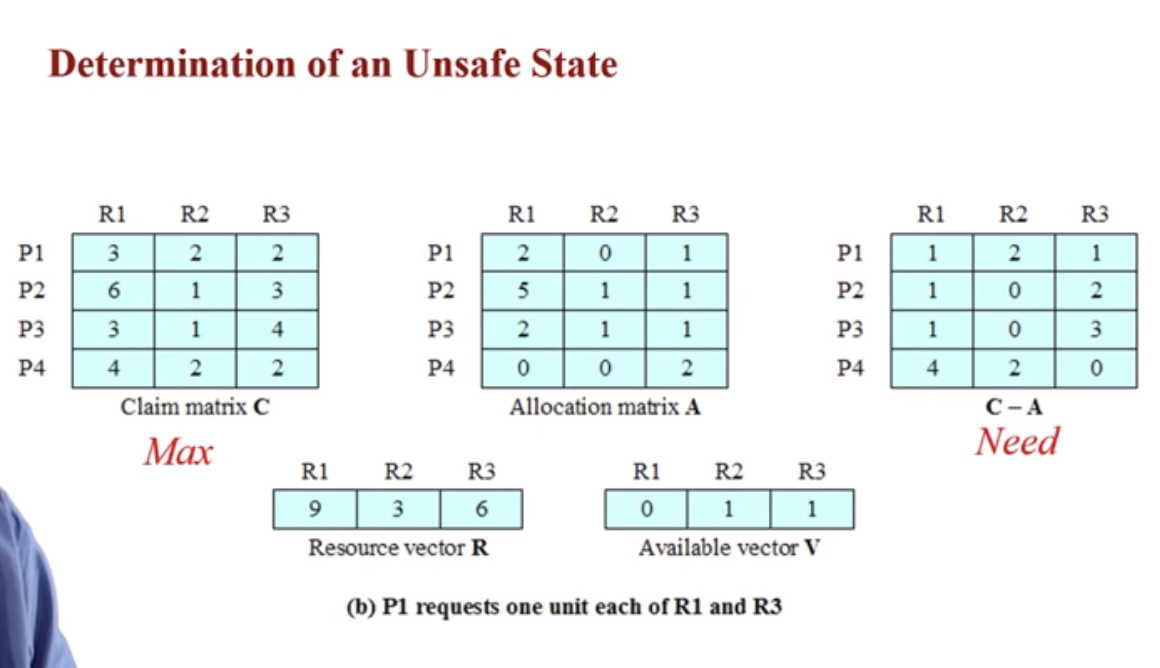 Determination of an Unsafe State
R1 R2 R3
P1 3 2 2
P2 6 1 3
P3 3 1 4
P4 4 2 2
Claim matrix C
Max
R1 R2 R3
P1 2 0 1
P2 5 1 1
P3 2 1 1
P4 0 0 2
Allocation matrix A
R1 R2 R3
P1 1 2 1
P2 1 0 2
P3 1 0 3
P4 4 2 0
C – A
Need
R1 R2 R3
9 3 6
Resource vector R
R1 R2 R3
0 1 1
Available vector V
(b) P1 requests one unit each of R1 and R3